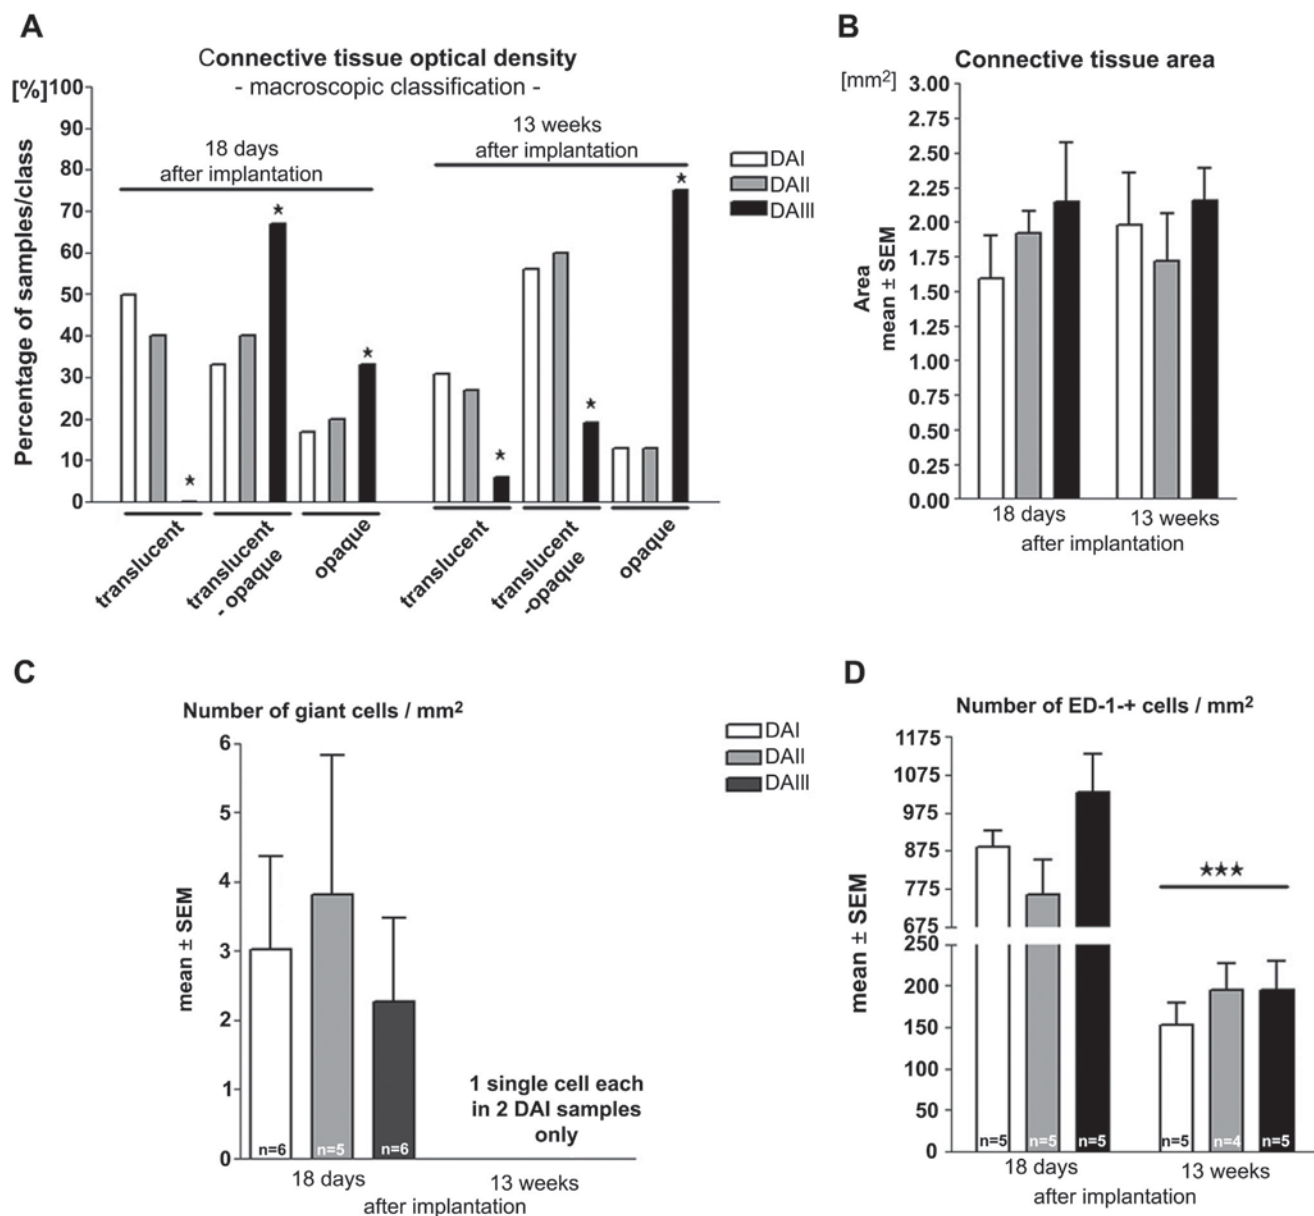 A
Connective tissue optical density
- macroscopic classification -
[%]
100
90
80
70
60
50
40
30
20
10
0
Percentage of samples/class
18 days
after implantation
13 weeks
after implantation
★
★
★
★
★
★
translucent
translucent
- opaque
opaque
translucent
translucent
-opaque
opaque
DAI
DAII
DAIII
B
Connective tissue area
[mm²]
3.00
2.75
2.50
2.25
2.00
1.75
1.50
1.25
1.00
0.75
0.50
0.25
0.00
Area
mean ± SEM
18 days
13 weeks
after implantation
C
Number of giant cells / mm²
6
5
4
3
2
1
0
mean ± SEM
n=6
n=5
n=6
1 single cell each
in 2 DAI samples
only
18 days
13 weeks
after implantation
DAI
DAII
DAIII
D
Number of ED-1-+ cells / mm²
1175
1075
975
875
775
675
250
200
150
100
50
0
mean ± SEM
★★★
n=5
n=5
n=5
n=5
n=4
n=5
18 days
13 weeks
after implantation